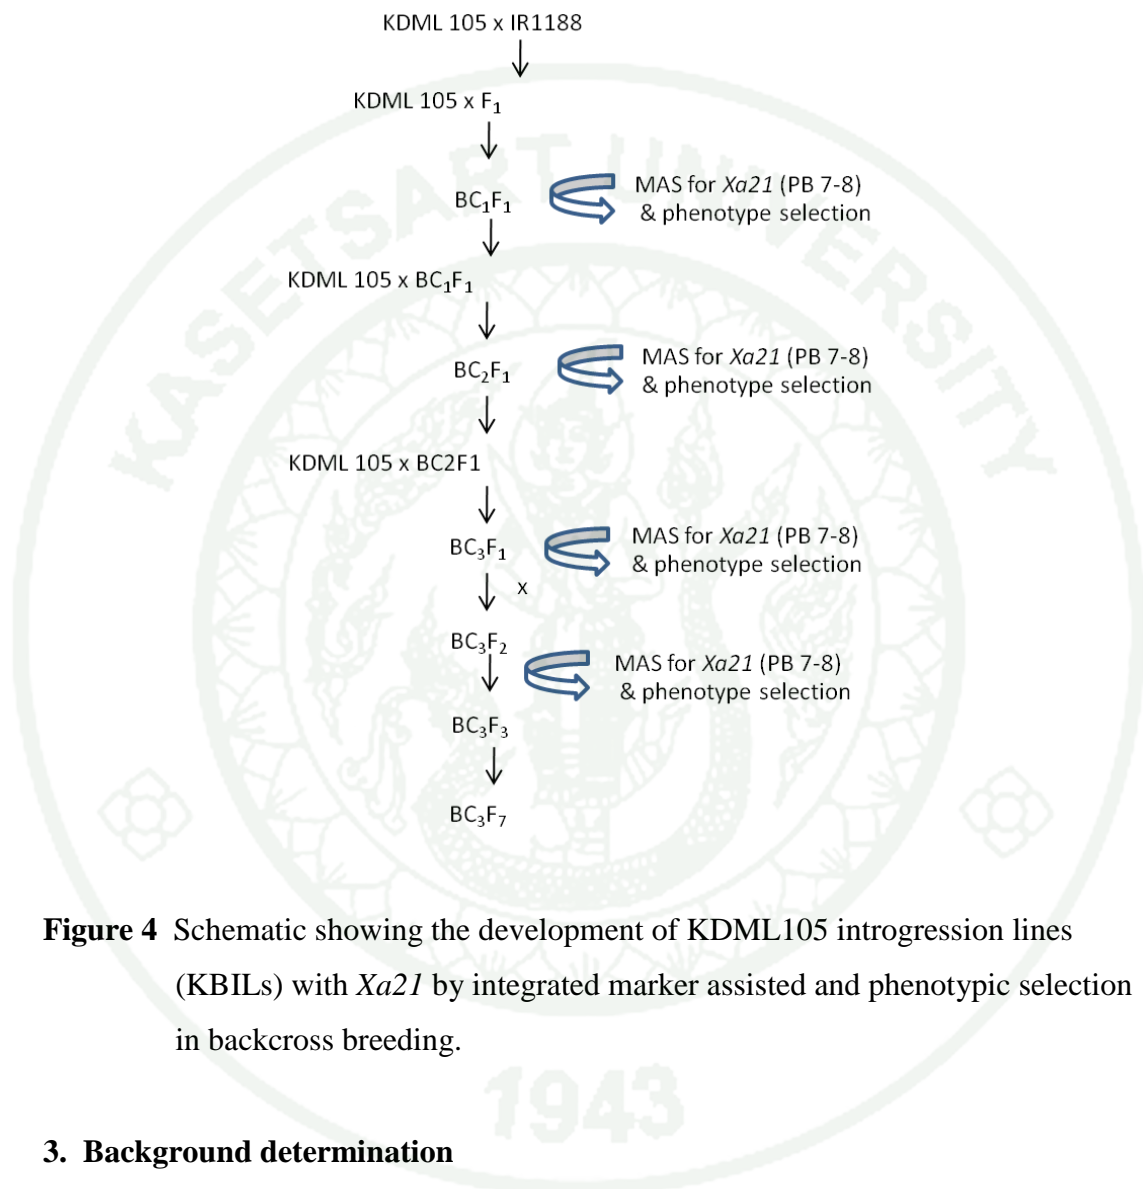 KDML 105 x IR1188
KDML 105 x F₁
BC₁F₁
MAS for Xa21 (PB 7-8)
& phenotype selection
KDML 105 x BC₁F₁
BC₂F₁
MAS for Xa21 (PB 7-8)
& phenotype selection
KDML 105 x BC2F1
BC₃F₁
MAS for Xa21 (PB 7-8)
& phenotype selection
x
BC₃F₂
MAS for Xa21 (PB 7-8)
& phenotype selection
BC₃F₃
BC₃F₇
KASETSART UNIVERSITY
Figure 4 Schematic showing the development of KDML105 introgression lines
(KBILs) with Xa21 by integrated marker assisted and phenotypic selection
in backcross breeding.
1943
3. Background determination